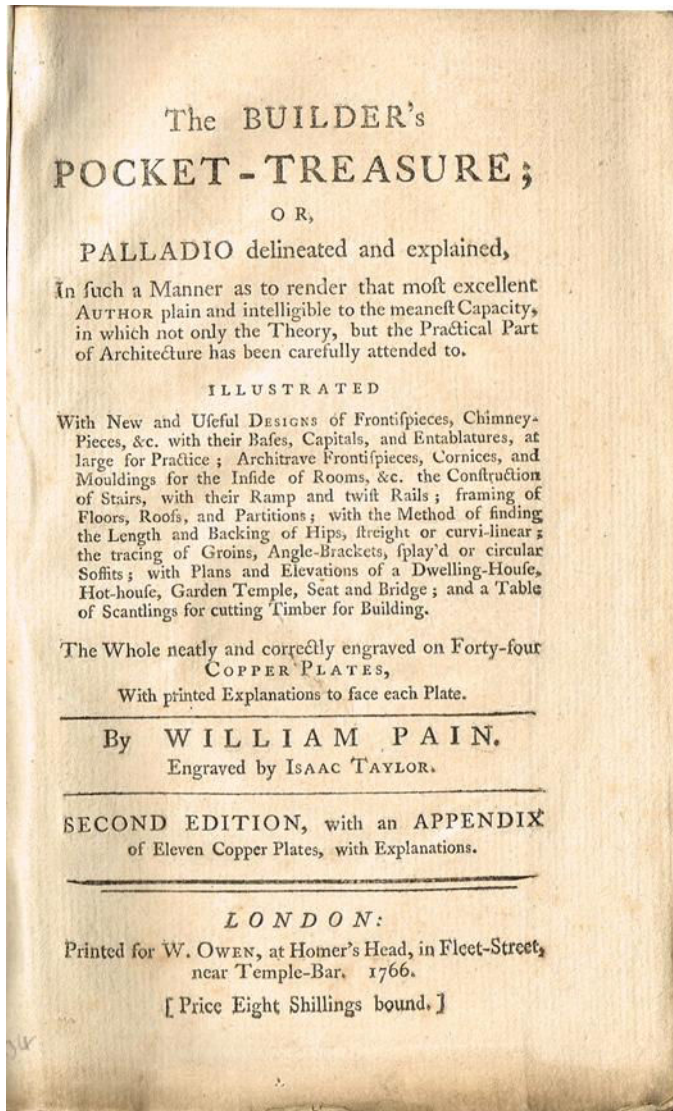 The BUILDER's
POCKET-TREASURE;
OR,
PALLADIO delineated and explained,
In ſuch a Manner as to render that moſt excellent
AUTHOR plain and intelligible to the meaneſt Capacity,
in which not only the Theory, but the Practical Part
of Architecture has been carefully attended to.
ILLUSTRATED
With New and Uſeful DESIGNS of Frontiſpieces, Chimney-
Pieces, &c. with their Baſes, Capitals, and Entablatures, at
large for Practice; Architrave Frontiſpieces, Cornices, and
Mouldings for the Inſide of Rooms, &c. the Conſtruction
of Stairs, with their Ramp and twiſt Rails; framing of
Floors, Roofs, and Partitions; with the Method of finding
the Length and Backing of Hips, ſtreight or curvi-linear;
the tracing of Groins, Angle-Brackets, ſplay'd or circular
Soffits; with Plans and Elevations of a Dwelling-Houſe,
Hot-houſe, Garden Temple, Seat and Bridge; and a Table
of Scantlings for cutting Timber for Building.
The Whole neatly and correctly engraved on Forty-four
COPPER PLATES,
With printed Explanations to face each Plate.
By WILLIAM PAIN.
Engraved by ISAAC TAYLOR.
SECOND EDITION, with an APPENDIX
of Eleven Copper Plates, with Explanations.
LONDON:
Printed for W. OWEN, at Homer's Head, in Fleet-Street,
near Temple-Bar. 1766.
[Price Eight Shillings bound.]